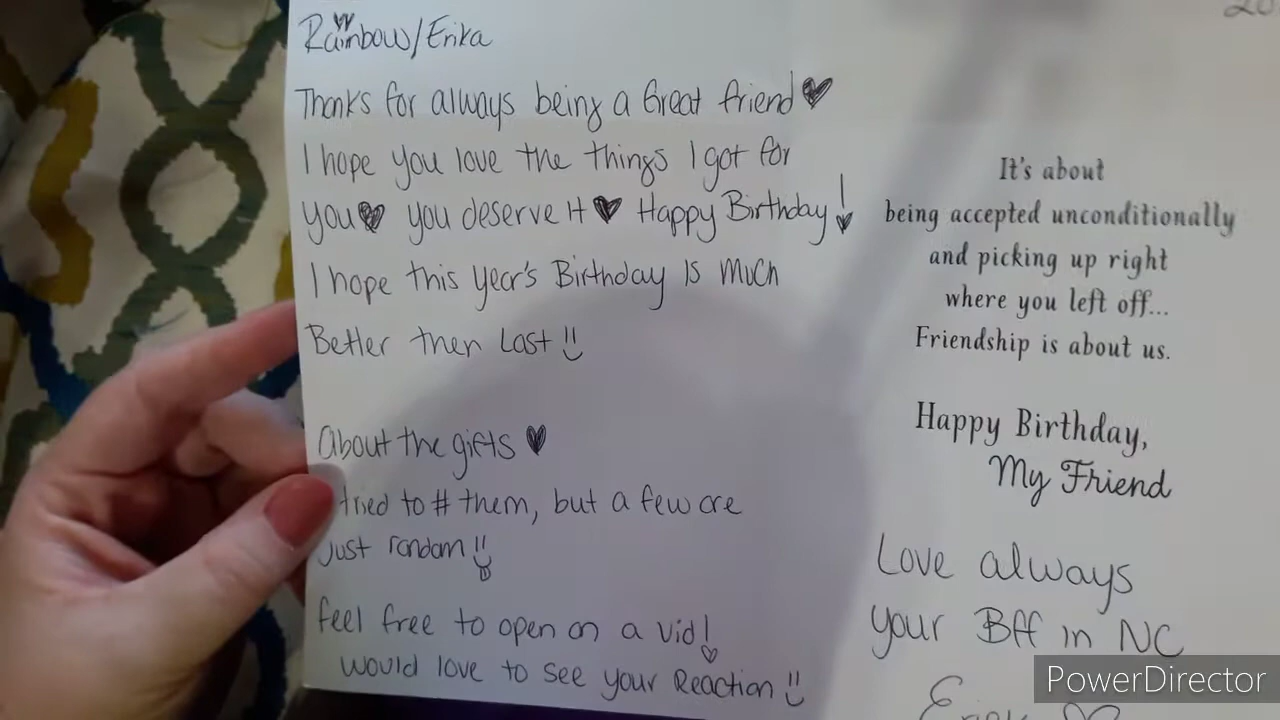 20
Rainbow/Erika
Thanks for always being a Great friend
I hope you love the things I got for
you you deserve it Happy Birthday!
I hope this year's Birthday is much
Better then Last
About the gifts
tried to # them, but a few are
Just random
feel free to open on a vid!
would love to see your Reaction
It's about
being accepted unconditionally
and picking up right
where you left off...
Friendship is about us.
Happy Birthday,
My Friend
Love always
your Bff in NC
PowerDirector